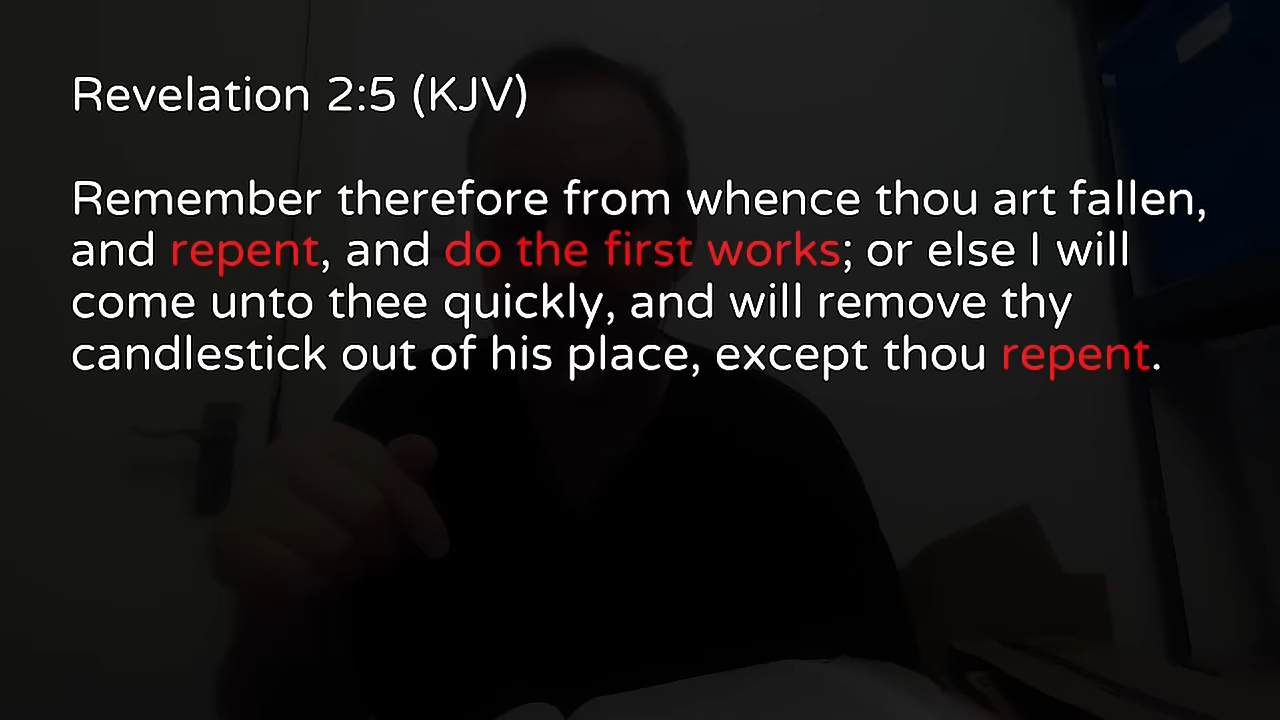 Revelation 2:5 (KJV)
Remember therefore from whence thou art fallen,
and repent, and do the first works; or else I will
come unto thee quickly, and will remove thy
candlestick out of his place, except thou repent.